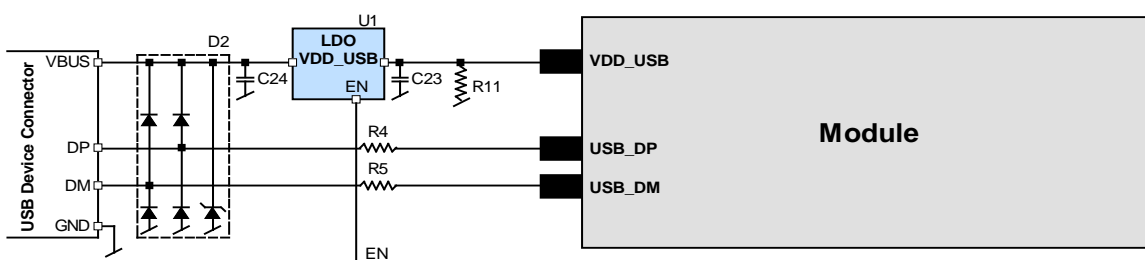 U1
D2
LDO
VDD_USB
EN
VBUS
C24
C23
R11
VDD_USB
USB Device Connector
Module
R4
DP
USB_DP
R5
DM
USB_DM
GND
EN